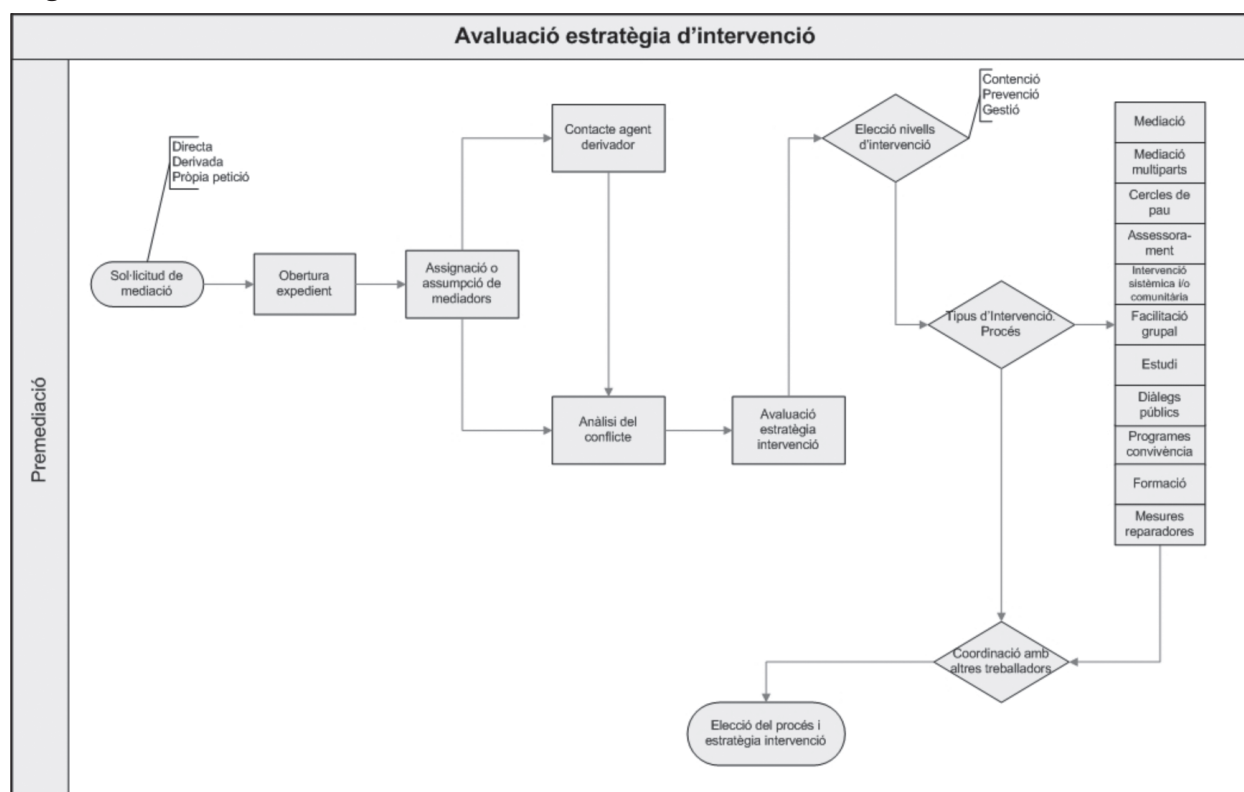 Avaluació estratègia d'intervenció
Premediació
Directa
Derivada
Pròpia petició
Sol·licitud de
mediació
Obertura
expedient
Assignació o
assumpció de
mediadors
Contacte agent
derivador
Anàlisi del
conflicte
Avaluació
estratègia
intervenció
Elecció nivells
d'intervenció
Contenció
Prevenció
Gestió
Tipus d'Intervenció.
Procés
Mediació
Mediació
multiparts
Cercles de
pau
Assessora-
ment
Intervenció
sistèmica i/o
comunitària
Facilitació
grupal
Estudi
Diàlegs
públics
Programes
convivència
Formació
Mesures
reparadores
Coordinació amb
altres treballadors
Elecció del procés i
estratègia intervenció